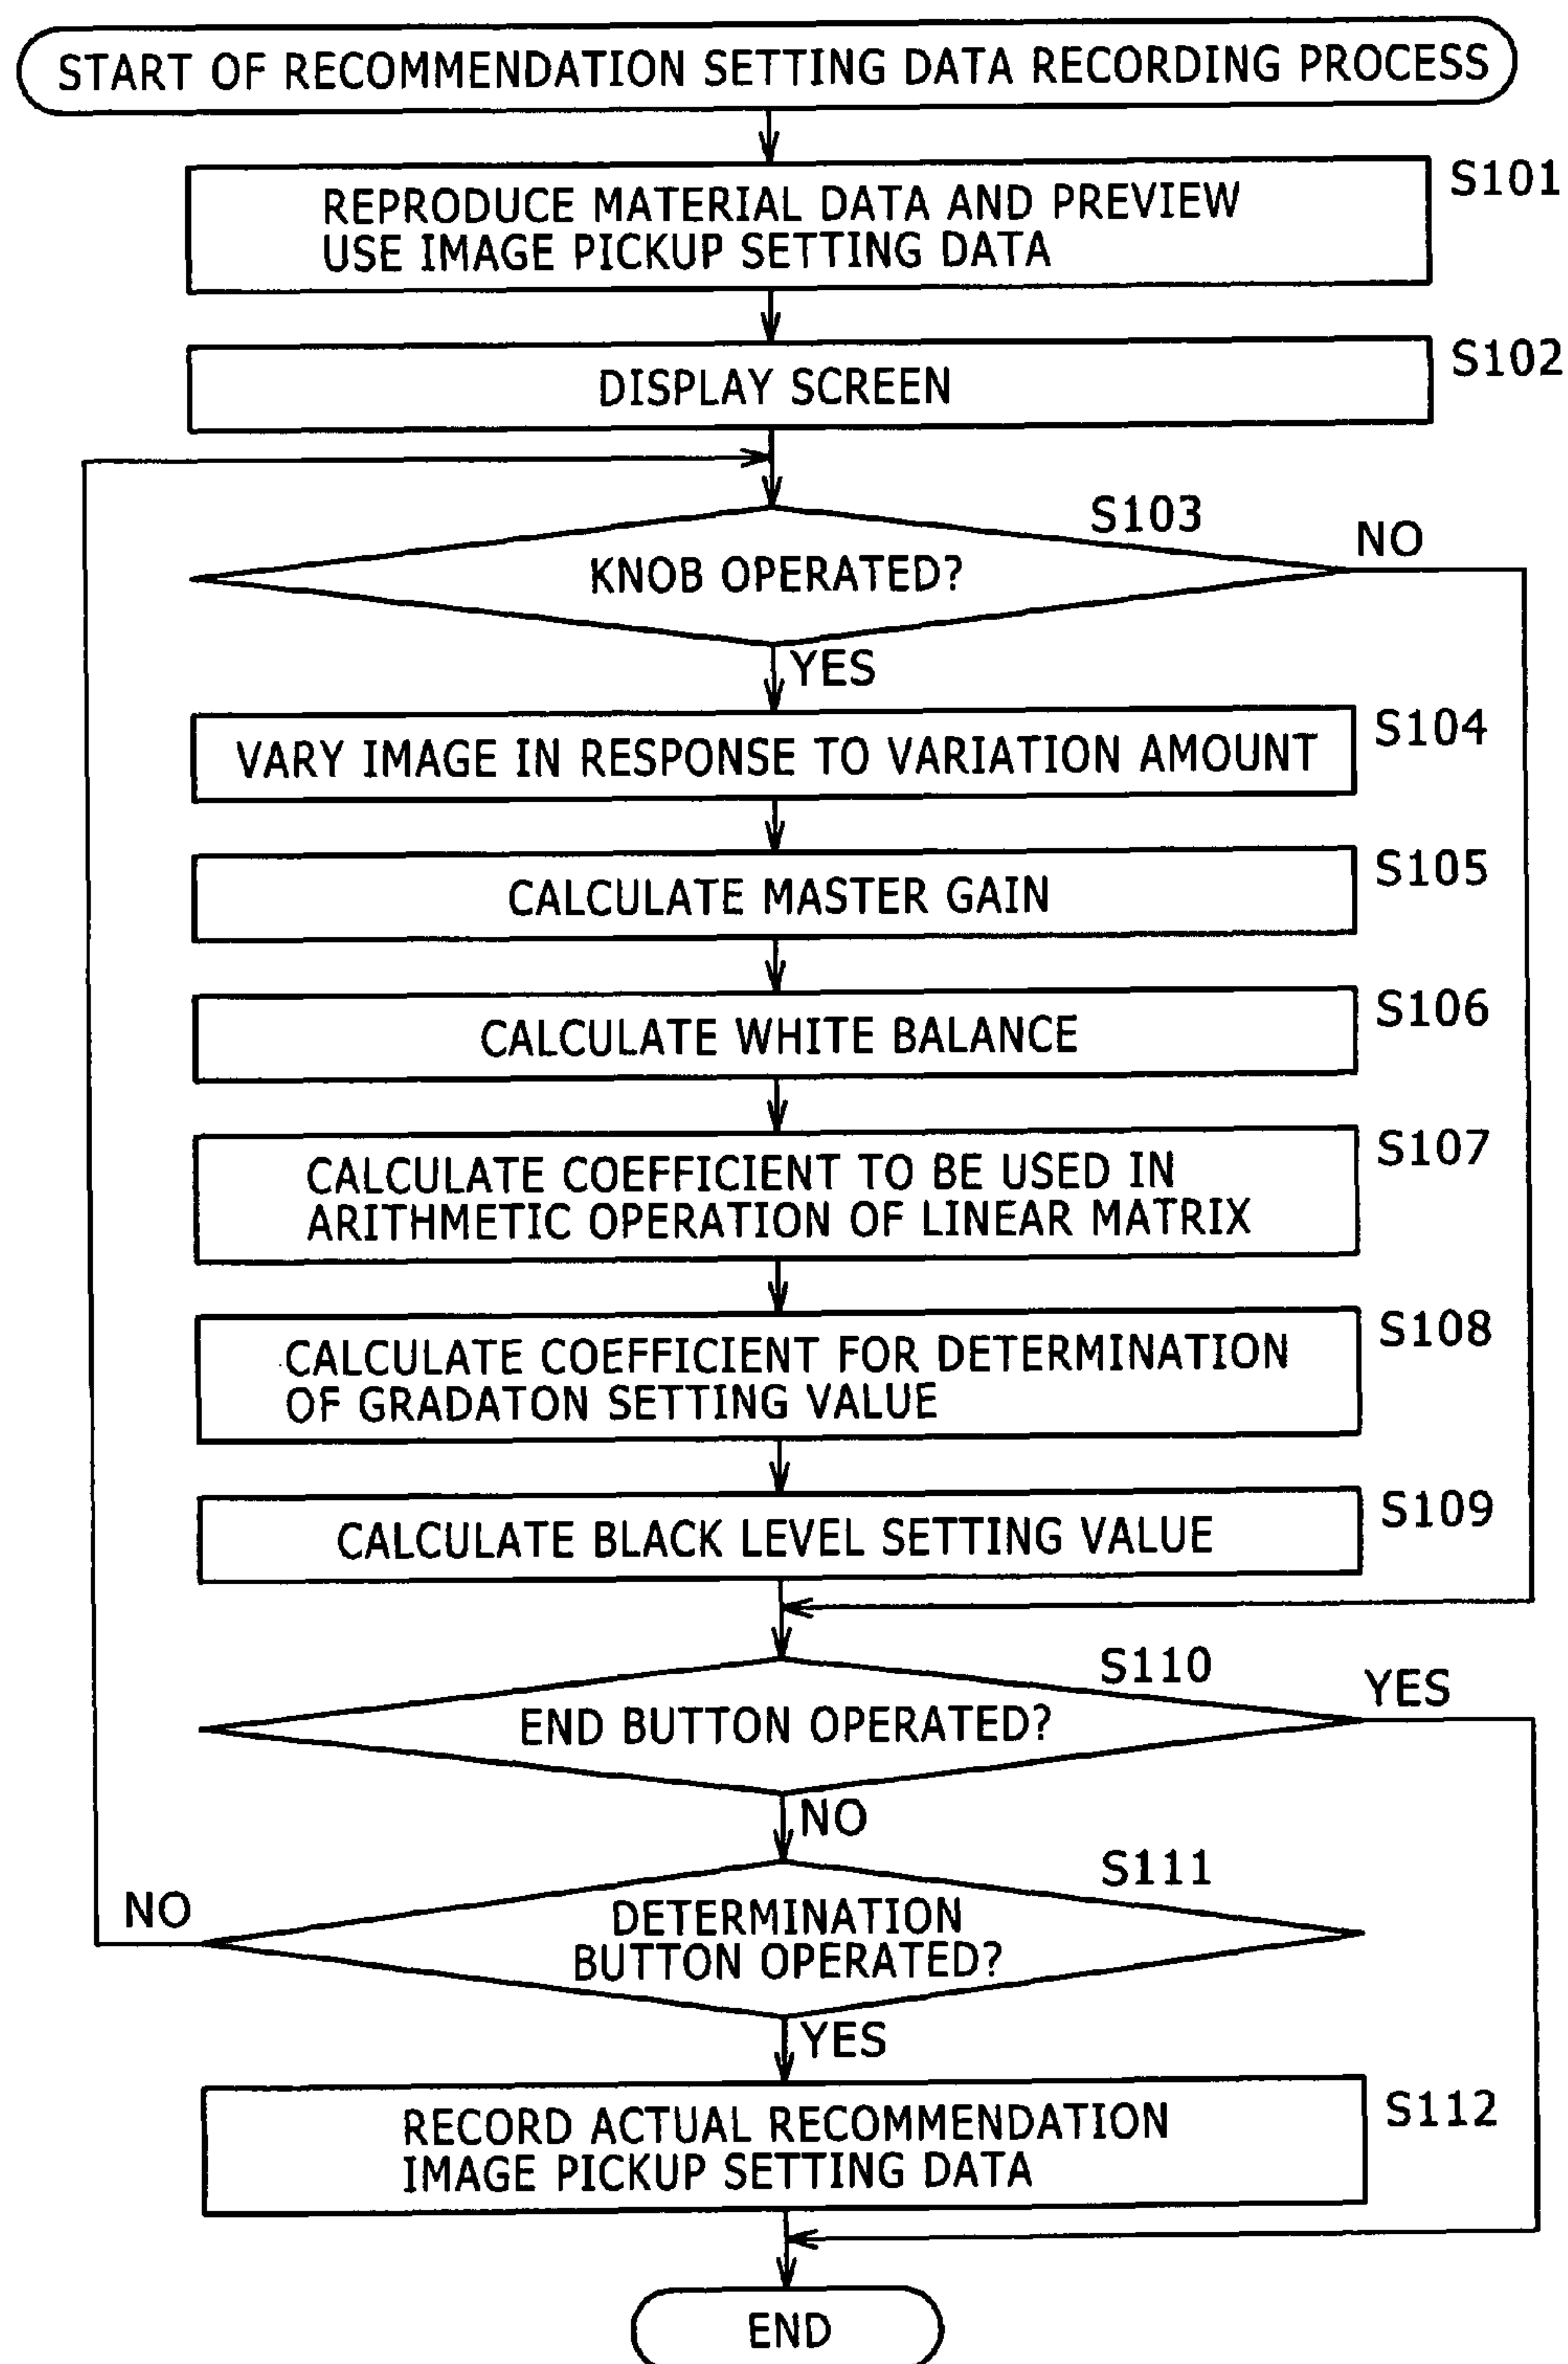 START OF RECOMMENDATION SETTING DATA RECORDING PROCESS
REPRODUCE MATERIAL DATA AND PREVIEW
USE IMAGE PICKUP SETTING DATA
S101
DISPLAY SCREEN
S102
S103
KNOB OPERATED?
NO
YES
VARY IMAGE IN RESPONSE TO VARIATION AMOUNT
S104
CALCULATE MASTER GAIN
S105
CALCULATE WHITE BALANCE
S106
CALCULATE COEFFICIENT TO BE USED IN
ARITHMETIC OPERATION OF LINEAR MATRIX
S107
CALCULATE COEFFICIENT FOR DETERMINATION
OF GRADATON SETTING VALUE
S108
CALCULATE BLACK LEVEL SETTING VALUE
S109
S110
END BUTTON OPERATED?
YES
NO
S111
DETERMINATION
BUTTON OPERATED?
NO
YES
RECORD ACTUAL RECOMMENDATION
IMAGE PICKUP SETTING DATA
S112
END